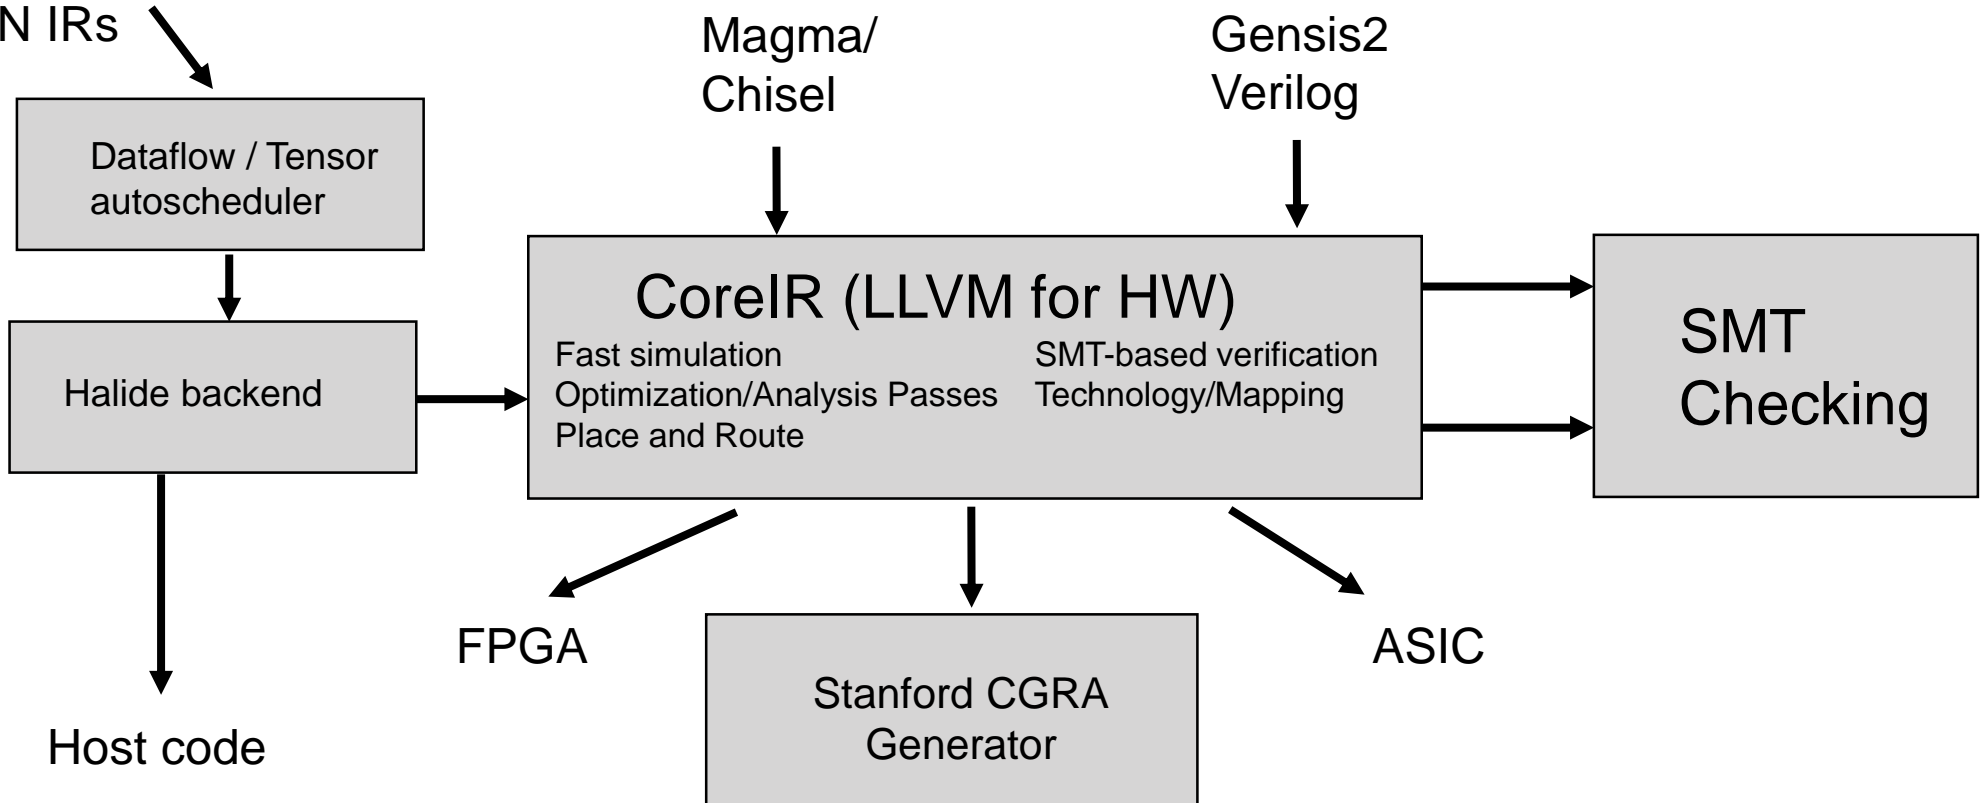 N IRs
Magma/
Chisel
Gensis2
Verilog
Dataflow / Tensor
autoscheduler
CoreIR (LLVM for HW)
Fast simulation
Optimization/Analysis Passes
Place and Route
SMT-based verification
Technology/Mapping
SMT
Checking
Halide backend
FPGA
ASIC
Stanford CGRA
Generator
Host code